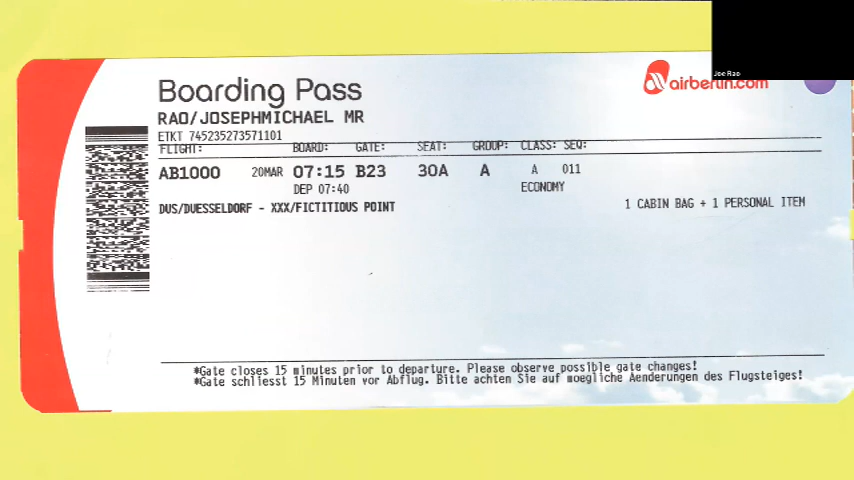 Joe Rao
Boarding Pass
airberlin.com
RAO/JOSEPHMICHAEL MR
ETKT 745235273571101
FLIGHT: BOARD: GATE: SEAT: GROUP: CLASS: SEQ:
AB1000 20MAR 07:15 B23 30A A A 011
DEP 07:40 ECONOMY
DUS/DUESSELDORF - XXX/FICTITIOUS POINT 1 CABIN BAG + 1 PERSONAL ITEM
*Gate closes 15 minutes prior to departure. Please observe possible gate changes!
*Gate schliesst 15 Minuten vor Abflug. Bitte achten Sie auf moegliche Aenderungen des Flugsteiges!